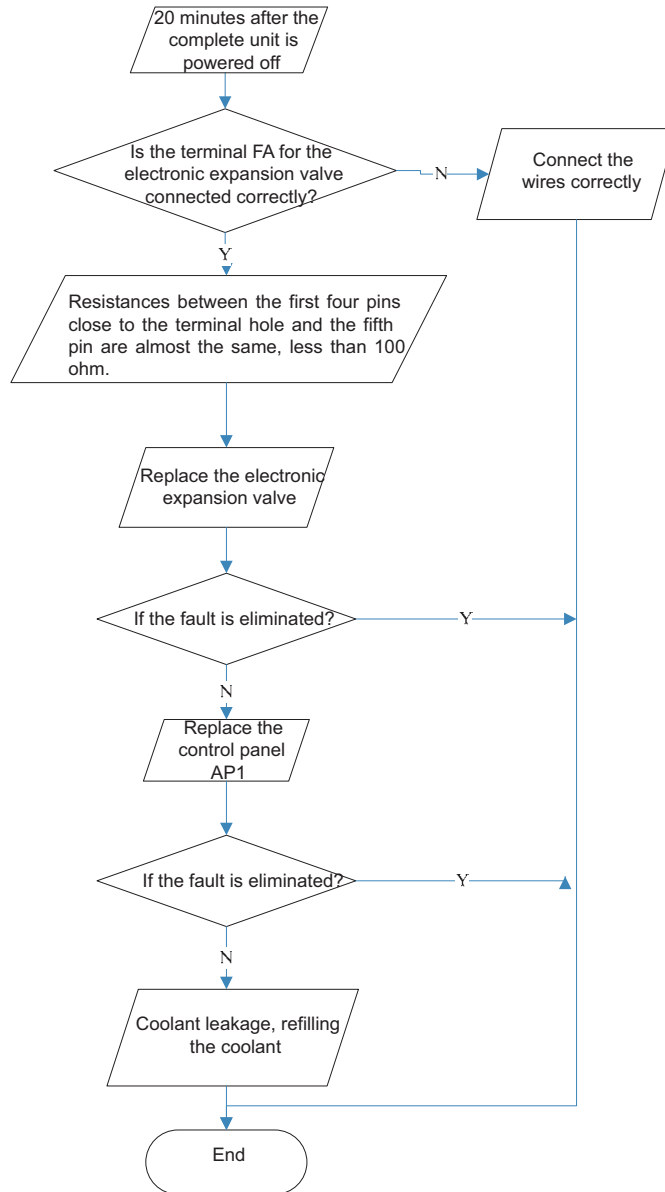 20 minutes after the
complete unit is
powered off
Is the terminal FA for the
electronic expansion valve
connected correctly?
N
Connect the
wires correctly
Y
Resistances between the first four pins
close to the terminal hole and the fifth
pin are almost the same, less than 100
ohm.
Replace the electronic
expansion valve
If the fault is eliminated?
Y
N
Replace the
control panel
AP1
If the fault is eliminated?
Y
N
Coolant leakage, refilling
the coolant
End